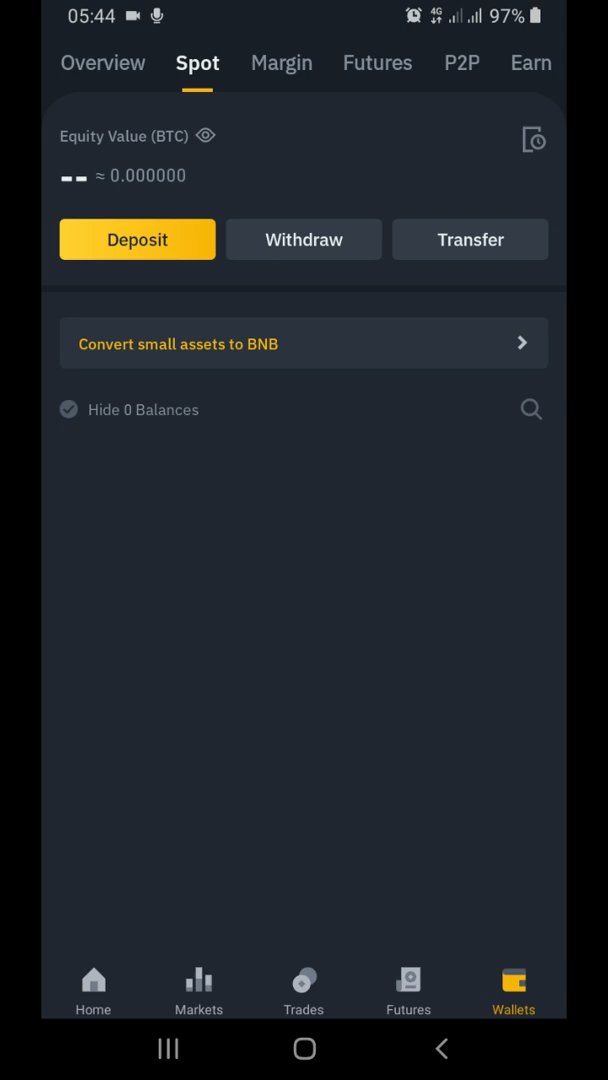 05:44 4G 97%
Overview Spot Margin Futures P2P Earn
Equity Value (BTC)
-- ≈ 0.000000
Deposit Withdraw Transfer
Convert small assets to BNB
Hide 0 Balances
Home Markets Trades Futures Wallets